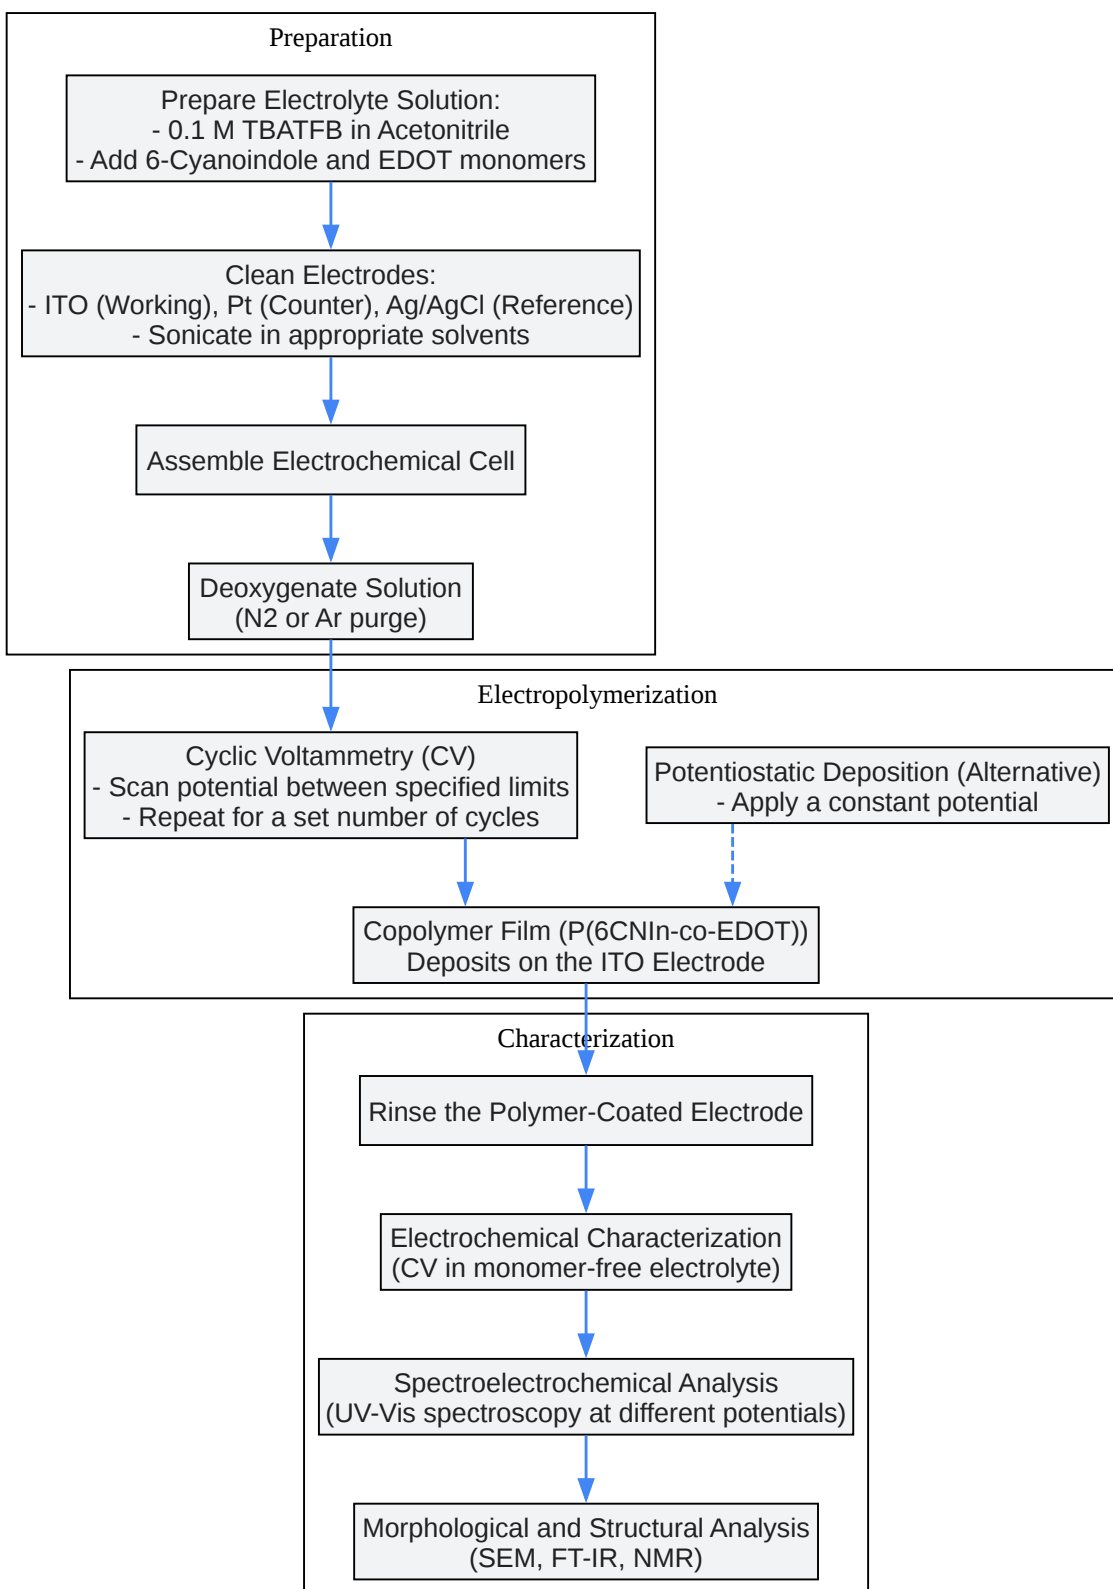 Preparation
Prepare Electrolyte Solution:
- 0.1 M TBATFB in Acetonitrile
- Add 6-Cyanoindole and EDOT monomers
Clean Electrodes:
- ITO (Working), Pt (Counter), Ag/AgCl (Reference)
- Sonicate in appropriate solvents
Assemble Electrochemical Cell
Deoxygenate Solution
(N2 or Ar purge)
Electropolymerization
Cyclic Voltammetry (CV)
- Scan potential between specified limits
- Repeat for a set number of cycles
Potentiostatic Deposition (Alternative)
- Apply a constant potential
Copolymer Film (P(6CNIn-co-EDOT))
Deposits on the ITO Electrode
Characterization
Rinse the Polymer-Coated Electrode
Electrochemical Characterization
(CV in monomer-free electrolyte)
Spectroelectrochemical Analysis
(UV-Vis spectroscopy at different potentials)
Morphological and Structural Analysis
(SEM, FT-IR, NMR)